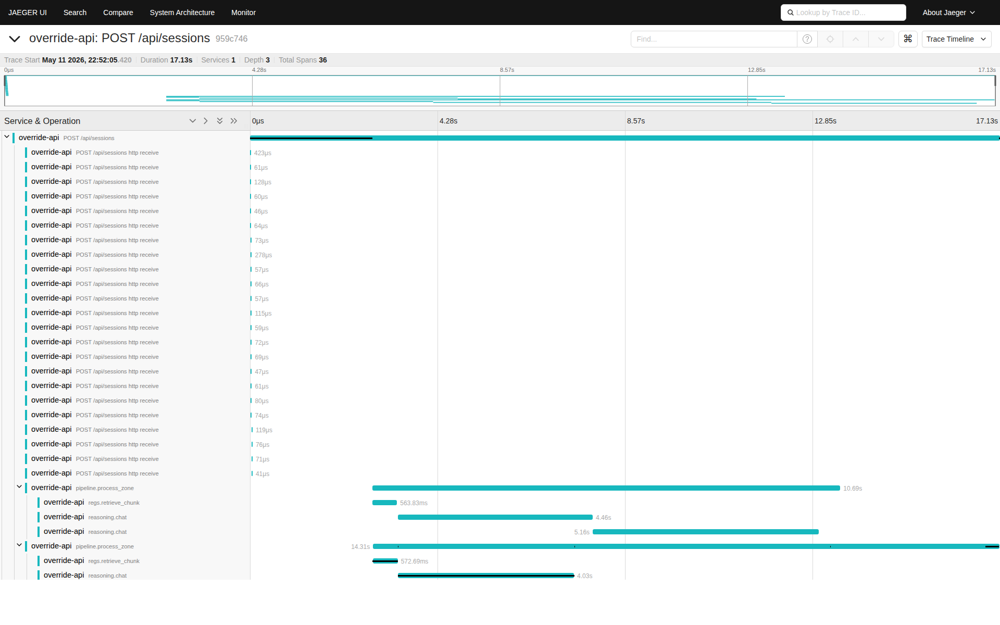 JAEGER UI Search Compare System Architecture Monitor Lookup by Trace ID... About Jaeger
override-api: POST /api/sessions 959c746 Find... ? ⌘ Trace Timeline
Trace Start May 11 2026, 22:52:05.420 Duration 17.13s Services 1 Depth 3 Total Spans 36
0μs 4.28s 8.57s 12.85s 17.13s
Service & Operation 0μs 4.28s 8.57s 12.85s 17.13s
override-api POST /api/sessions
override-api POST /api/sessions http receive 423μs
override-api POST /api/sessions http receive 61μs
override-api POST /api/sessions http receive 128μs
override-api POST /api/sessions http receive 60μs
override-api POST /api/sessions http receive 46μs
override-api POST /api/sessions http receive 64μs
override-api POST /api/sessions http receive 73μs
override-api POST /api/sessions http receive 278μs
override-api POST /api/sessions http receive 57μs
override-api POST /api/sessions http receive 66μs
override-api POST /api/sessions http receive 57μs
override-api POST /api/sessions http receive 115μs
override-api POST /api/sessions http receive 59μs
override-api POST /api/sessions http receive 72μs
override-api POST /api/sessions http receive 69μs
override-api POST /api/sessions http receive 47μs
override-api POST /api/sessions http receive 61μs
override-api POST /api/sessions http receive 80μs
override-api POST /api/sessions http receive 74μs
override-api POST /api/sessions http receive 119μs
override-api POST /api/sessions http receive 76μs
override-api POST /api/sessions http receive 71μs
override-api POST /api/sessions http receive 41μs
override-api pipeline.process_zone 10.69s
override-api regs.retrieve_chunk 563.83ms
override-api reasoning.chat 4.46s
override-api reasoning.chat 5.16s
override-api pipeline.process_zone 14.31s
override-api regs.retrieve_chunk 572.69ms
override-api reasoning.chat 4.03s